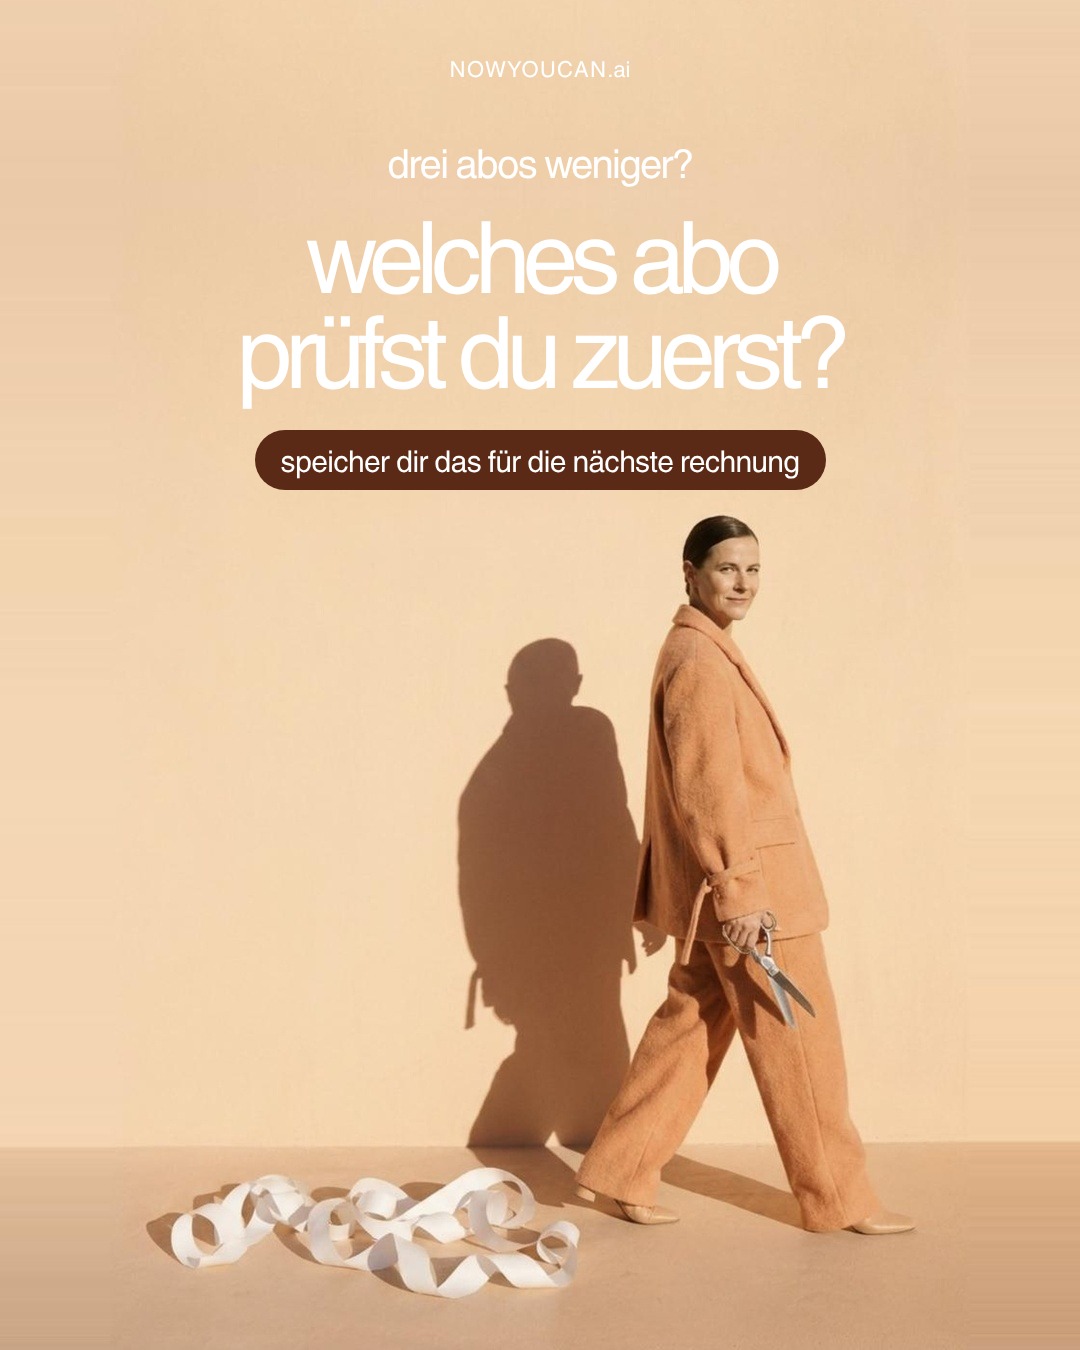 NOWYOUCAN.ai
drei abos weniger?
welches abo
prüfst du zuerst?
speicher dir das für die nächste rechnung